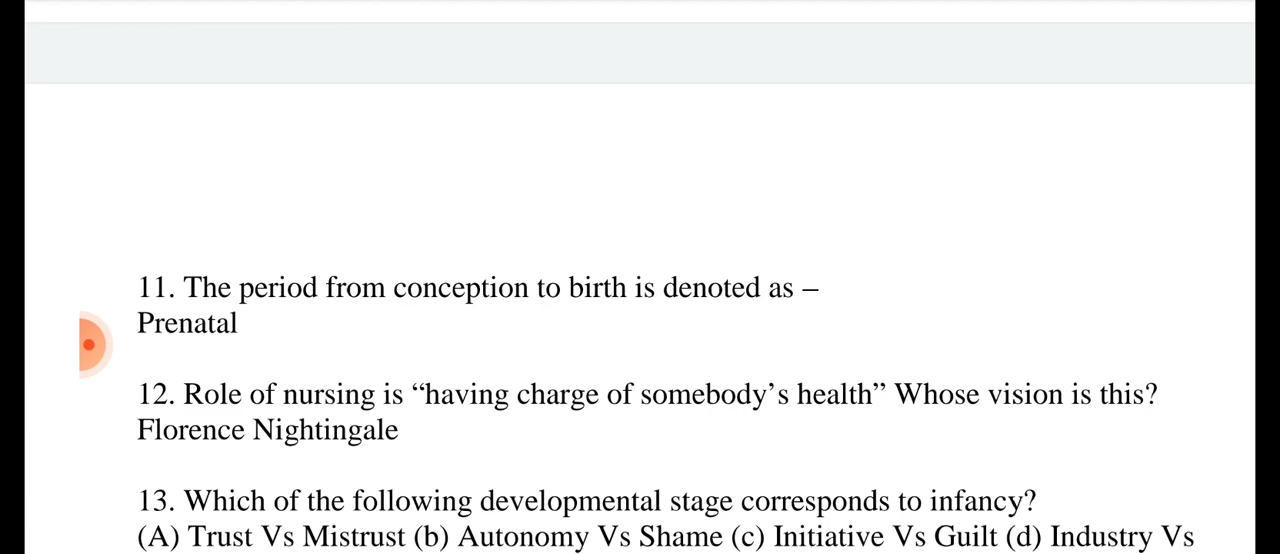 11. The period from conception to birth is denoted as –
Prenatal
12. Role of nursing is “having charge of somebody’s health” Whose vision is this?
Florence Nightingale
13. Which of the following developmental stage corresponds to infancy?
(A) Trust Vs Mistrust (b) Autonomy Vs Shame (c) Initiative Vs Guilt (d) Industry Vs